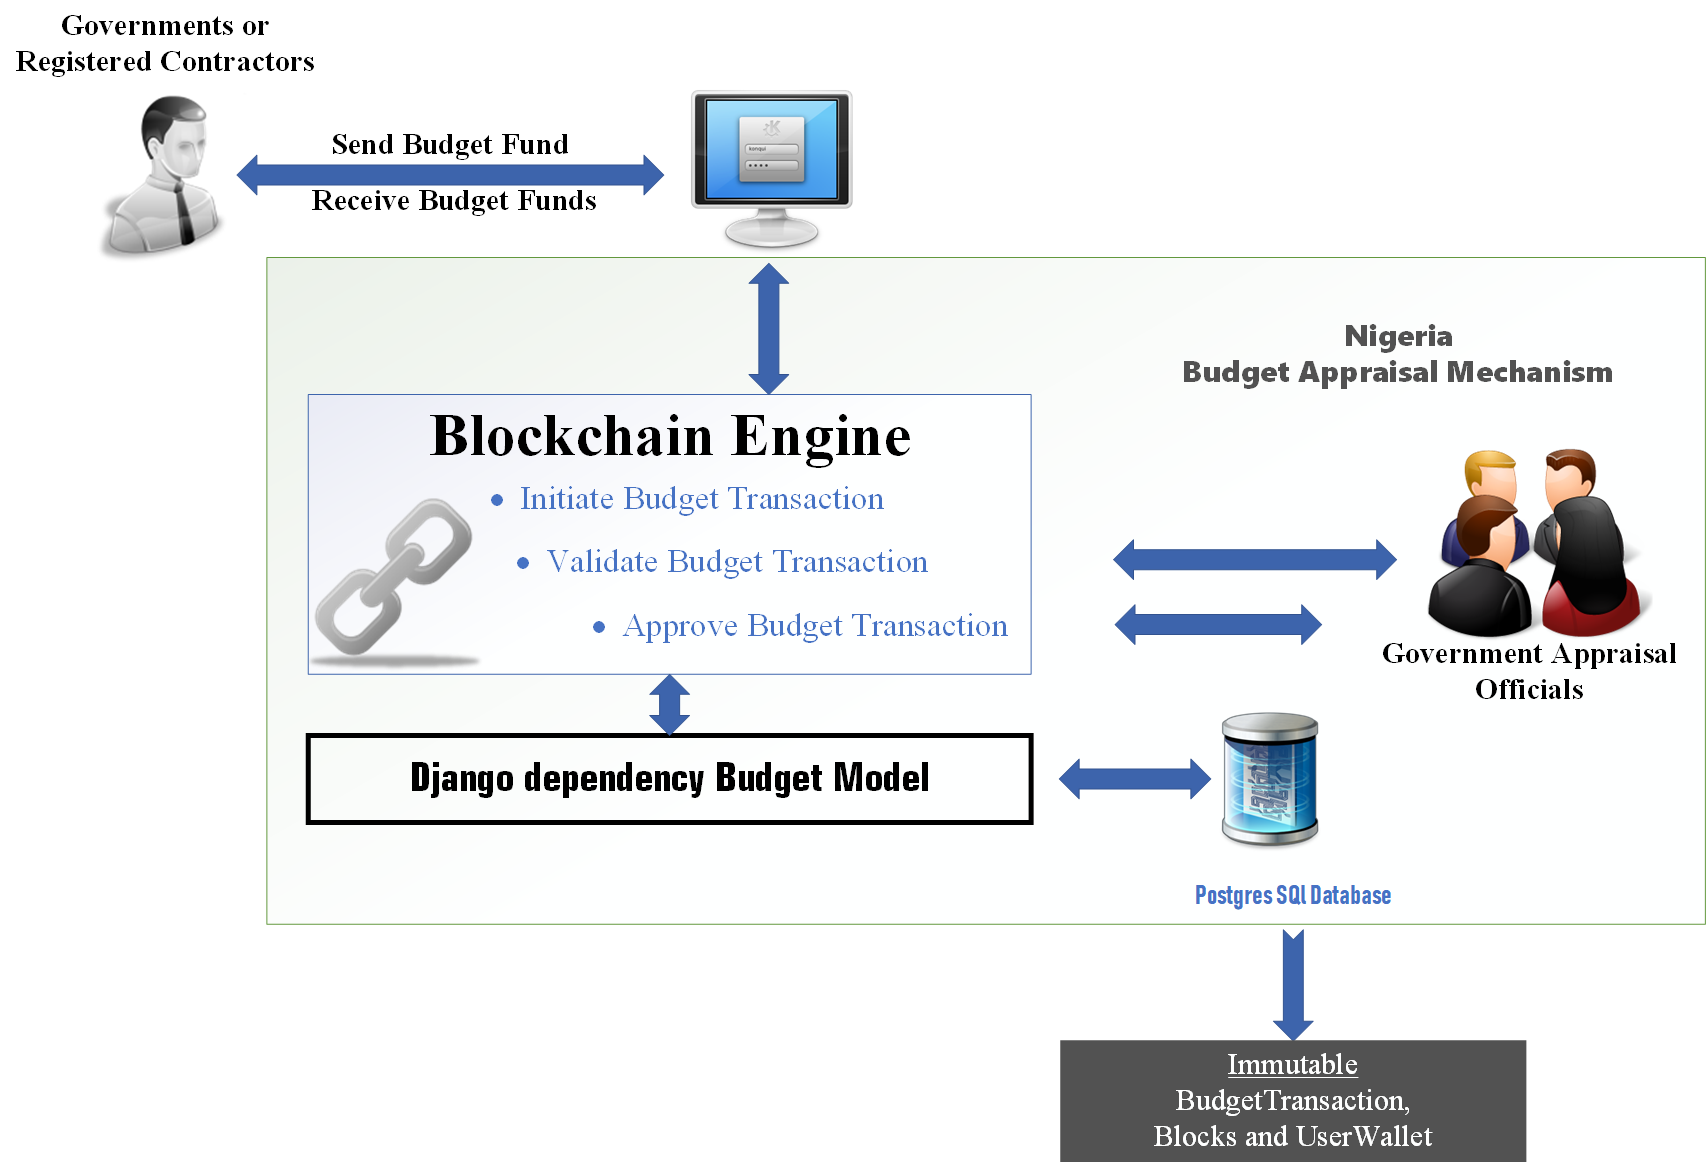 Governments or
Registered Contractors
Send Budget Fund
Receive Budget Funds
konqui
Nigeria
Budget Appraisal Mechanism
Blockchain Engine
• Initiate Budget Transaction
• Validate Budget Transaction
• Approve Budget Transaction
Government Appraisal
Officials
Django dependency Budget Model
Postgres SQl Database
Immutable
BudgetTransaction,
Blocks and UserWallet